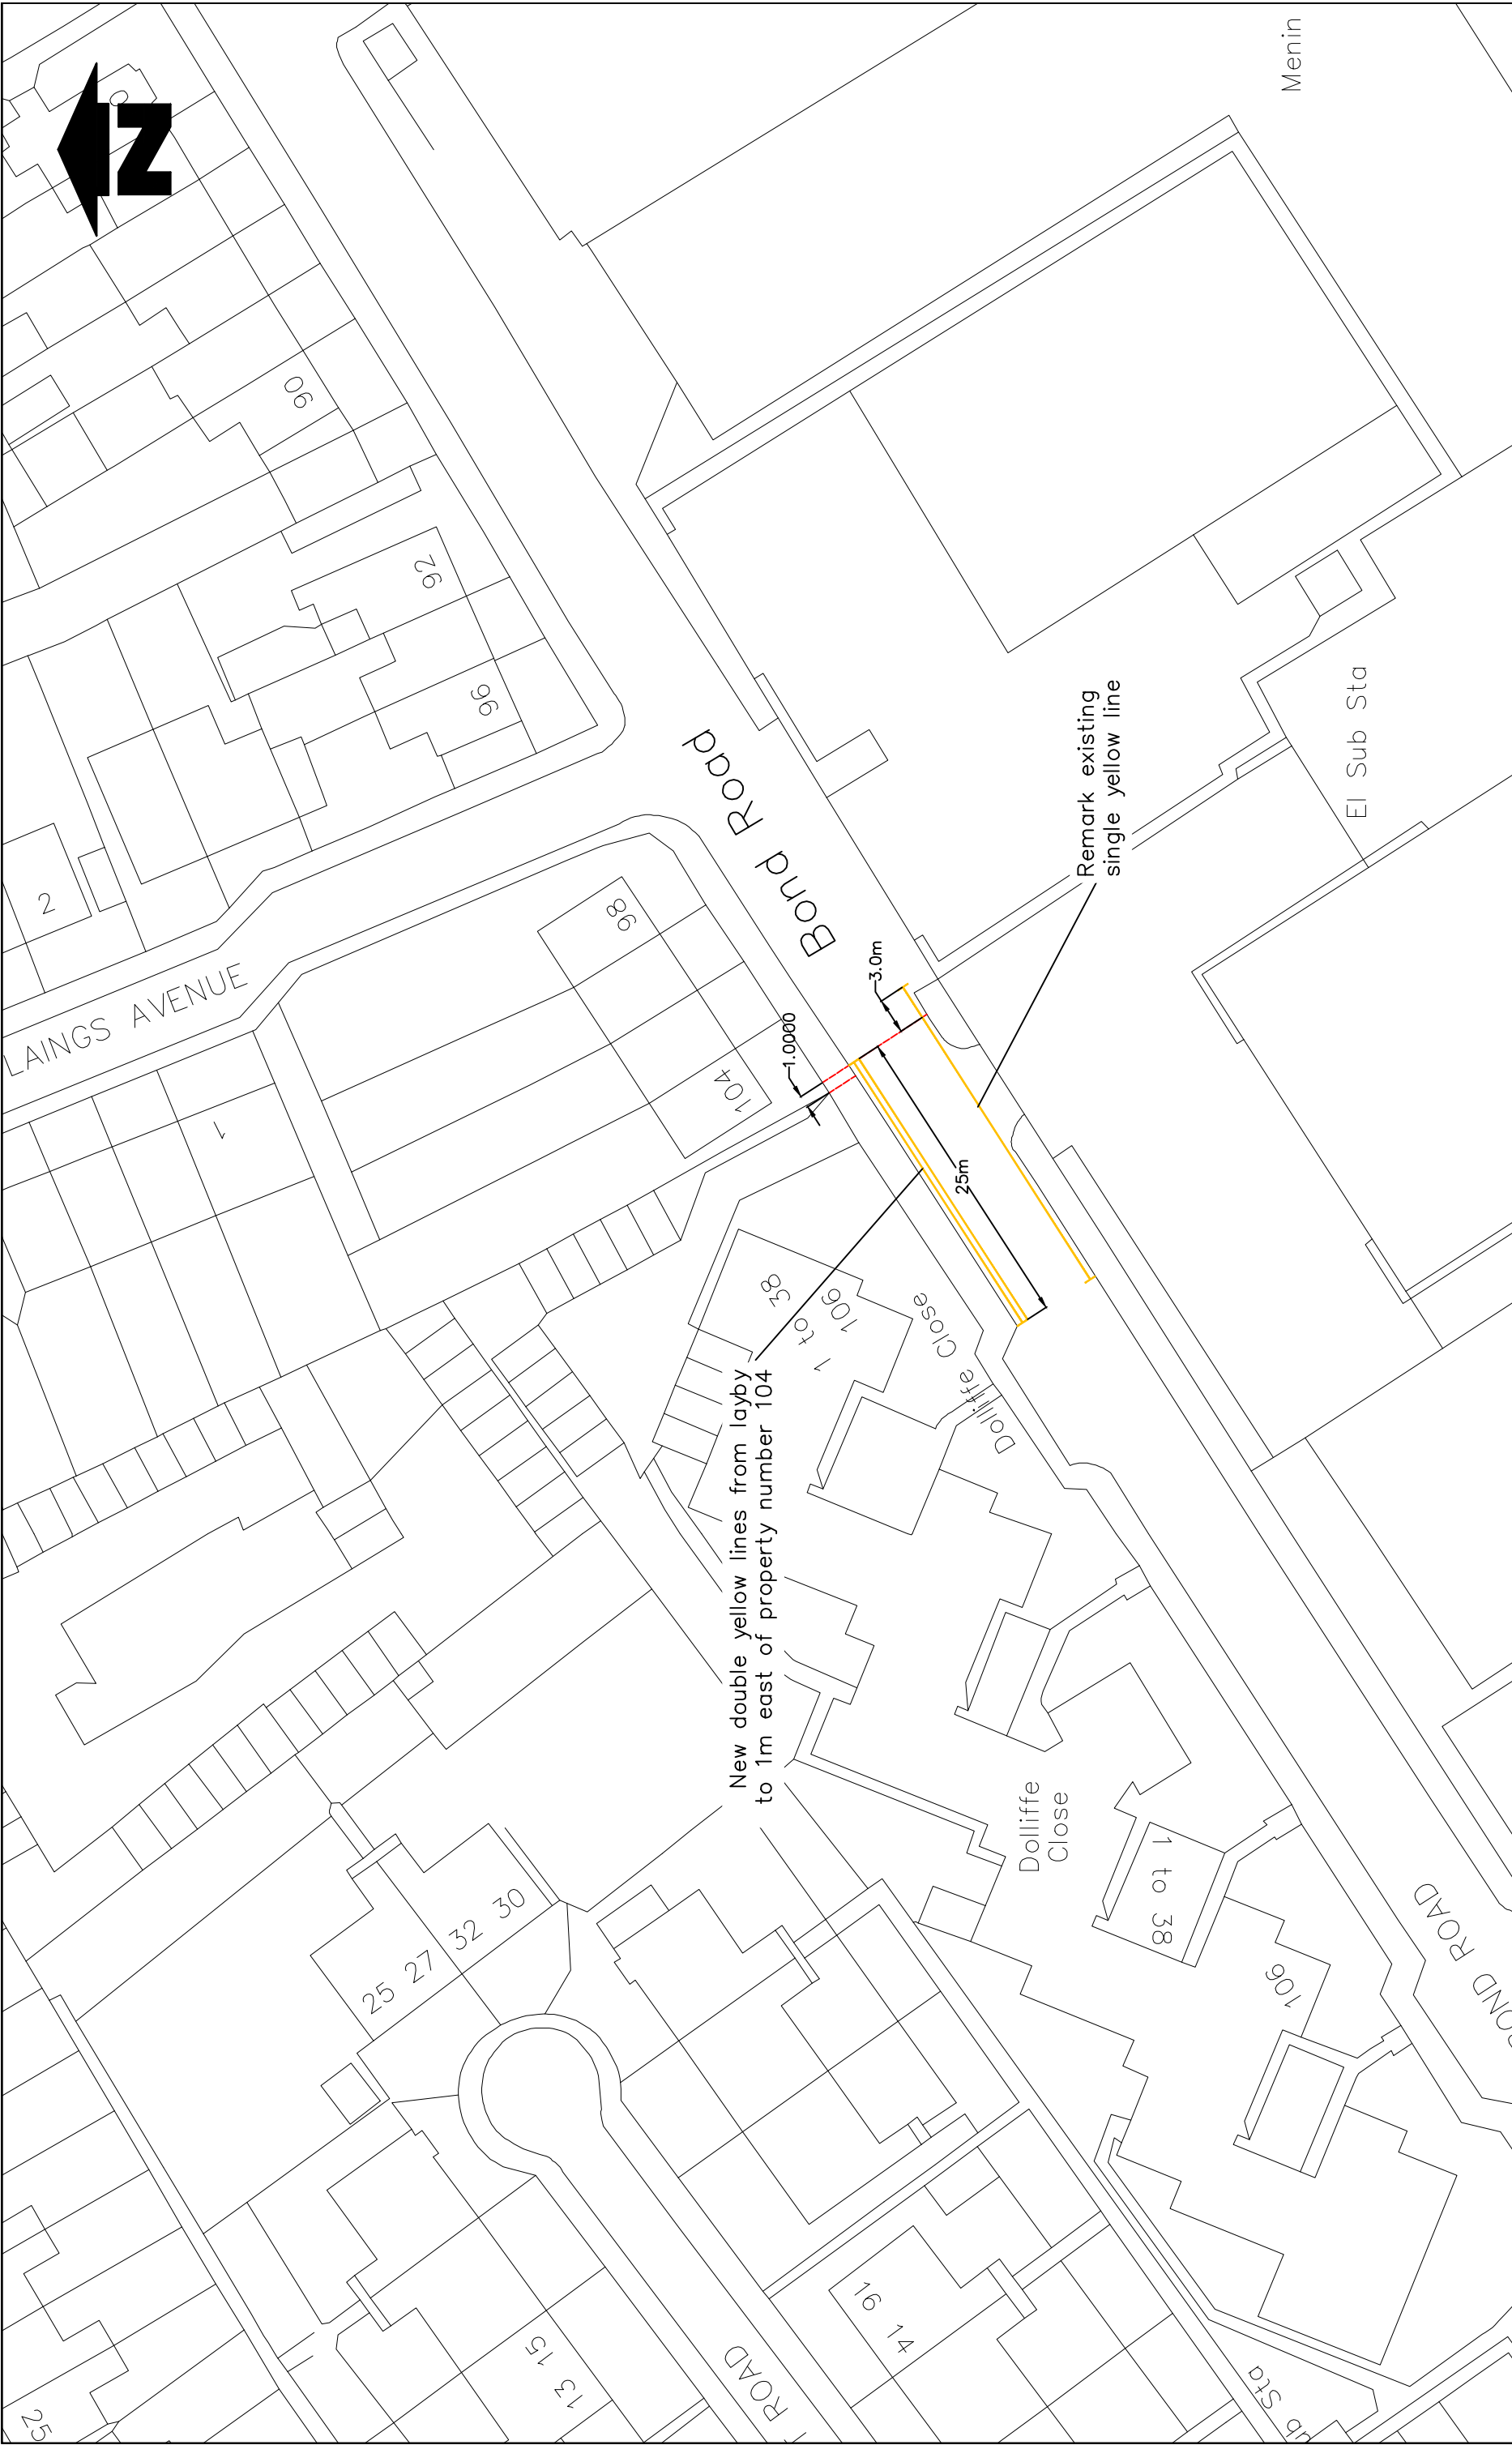 N
Menin
0
90
92
96
2
98
104
LAINGS AVENUE
1
Bond Road
Remark existing
single yellow line
El Sub Sta
3.0m
1.0000
25m
1 to 38
106
Dolliffe Close
New double yellow lines from layby
to 1m east of property number 104
Dolliffe
Close
1 to 38
106
25 27 32 30
OND ROAD
13 15
16 14
ROAD
25
b Sta